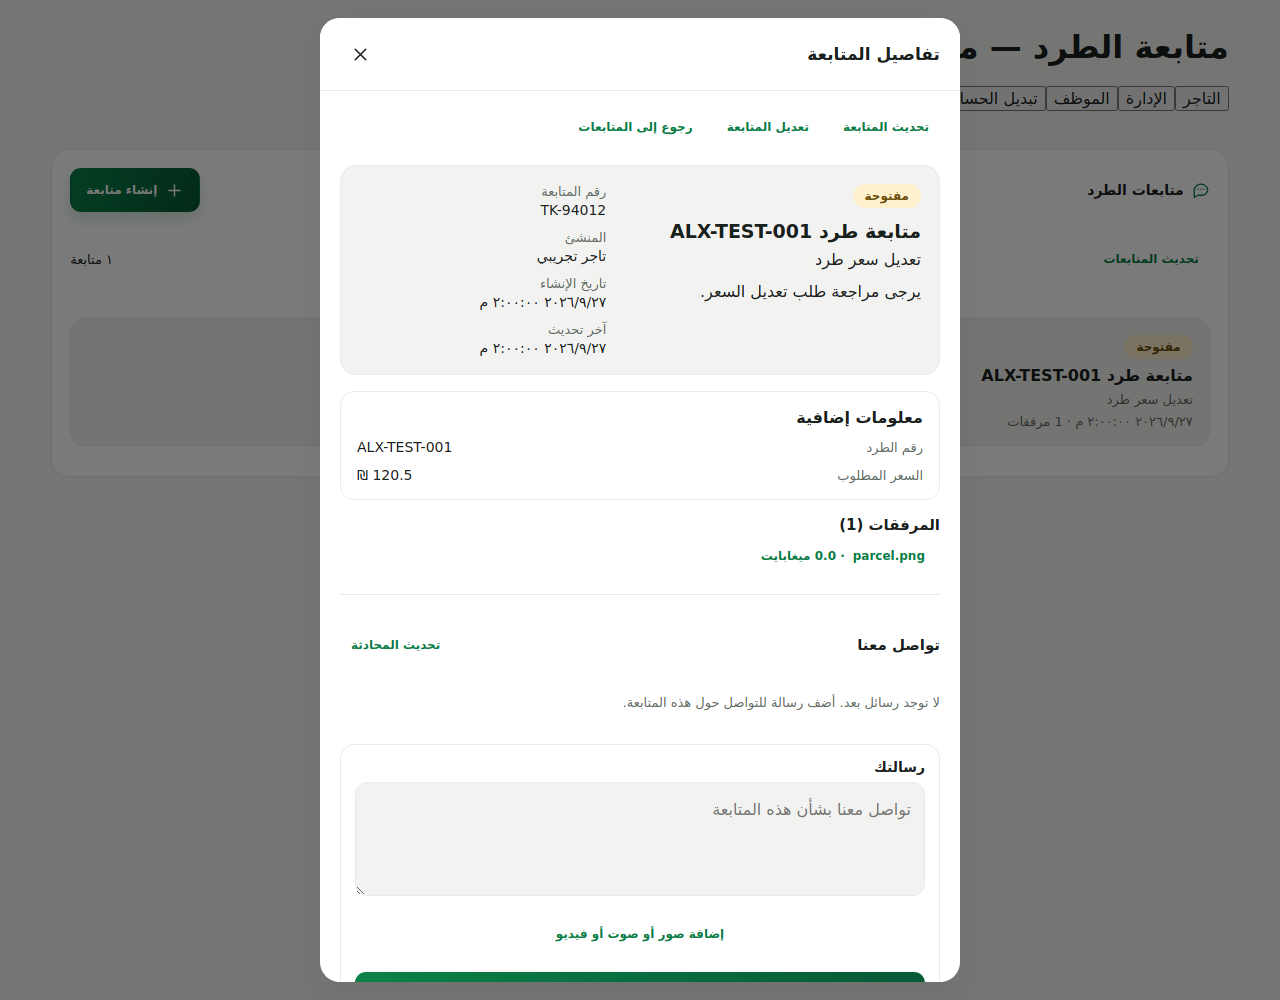 متابعة الطرد — م
التاجر
الإدارة
الموظف
تبديل الحسا
متابعات الطرد
إنشاء متابعة
تحديث المتابعات
١ متابعة
مفتوحة
متابعة طرد ALX-TEST-001
تعديل سعر طرد
٢٠٢٦/٩/٢٧ ٢:٠٠:٠٠ م · 1 مرفقات
تفاصيل المتابعة
تحديث المتابعة
تعديل المتابعة
رجوع إلى المتابعات
مفتوحة
متابعة طرد ALX-TEST-001
تعديل سعر طرد
يرجى مراجعة طلب تعديل السعر.
رقم المتابعة
TK-94012
المنشئ
تاجر تجريبي
تاريخ الإنشاء
٢٠٢٦/٩/٢٧ ٢:٠٠:٠٠ م
آخر تحديث
٢٠٢٦/٩/٢٧ ٢:٠٠:٠٠ م
معلومات إضافية
رقم الطرد
ALX-TEST-001
السعر المطلوب
120.5 ₪
المرفقات (1)
parcel.png · 0.0 ميغابايت
تواصل معنا
تحديث المحادثة
لا توجد رسائل بعد. أضف رسالة للتواصل حول هذه المتابعة.
رسالتك
تواصل معنا بشأن هذه المتابعة
إضافة صور أو صوت أو فيديو